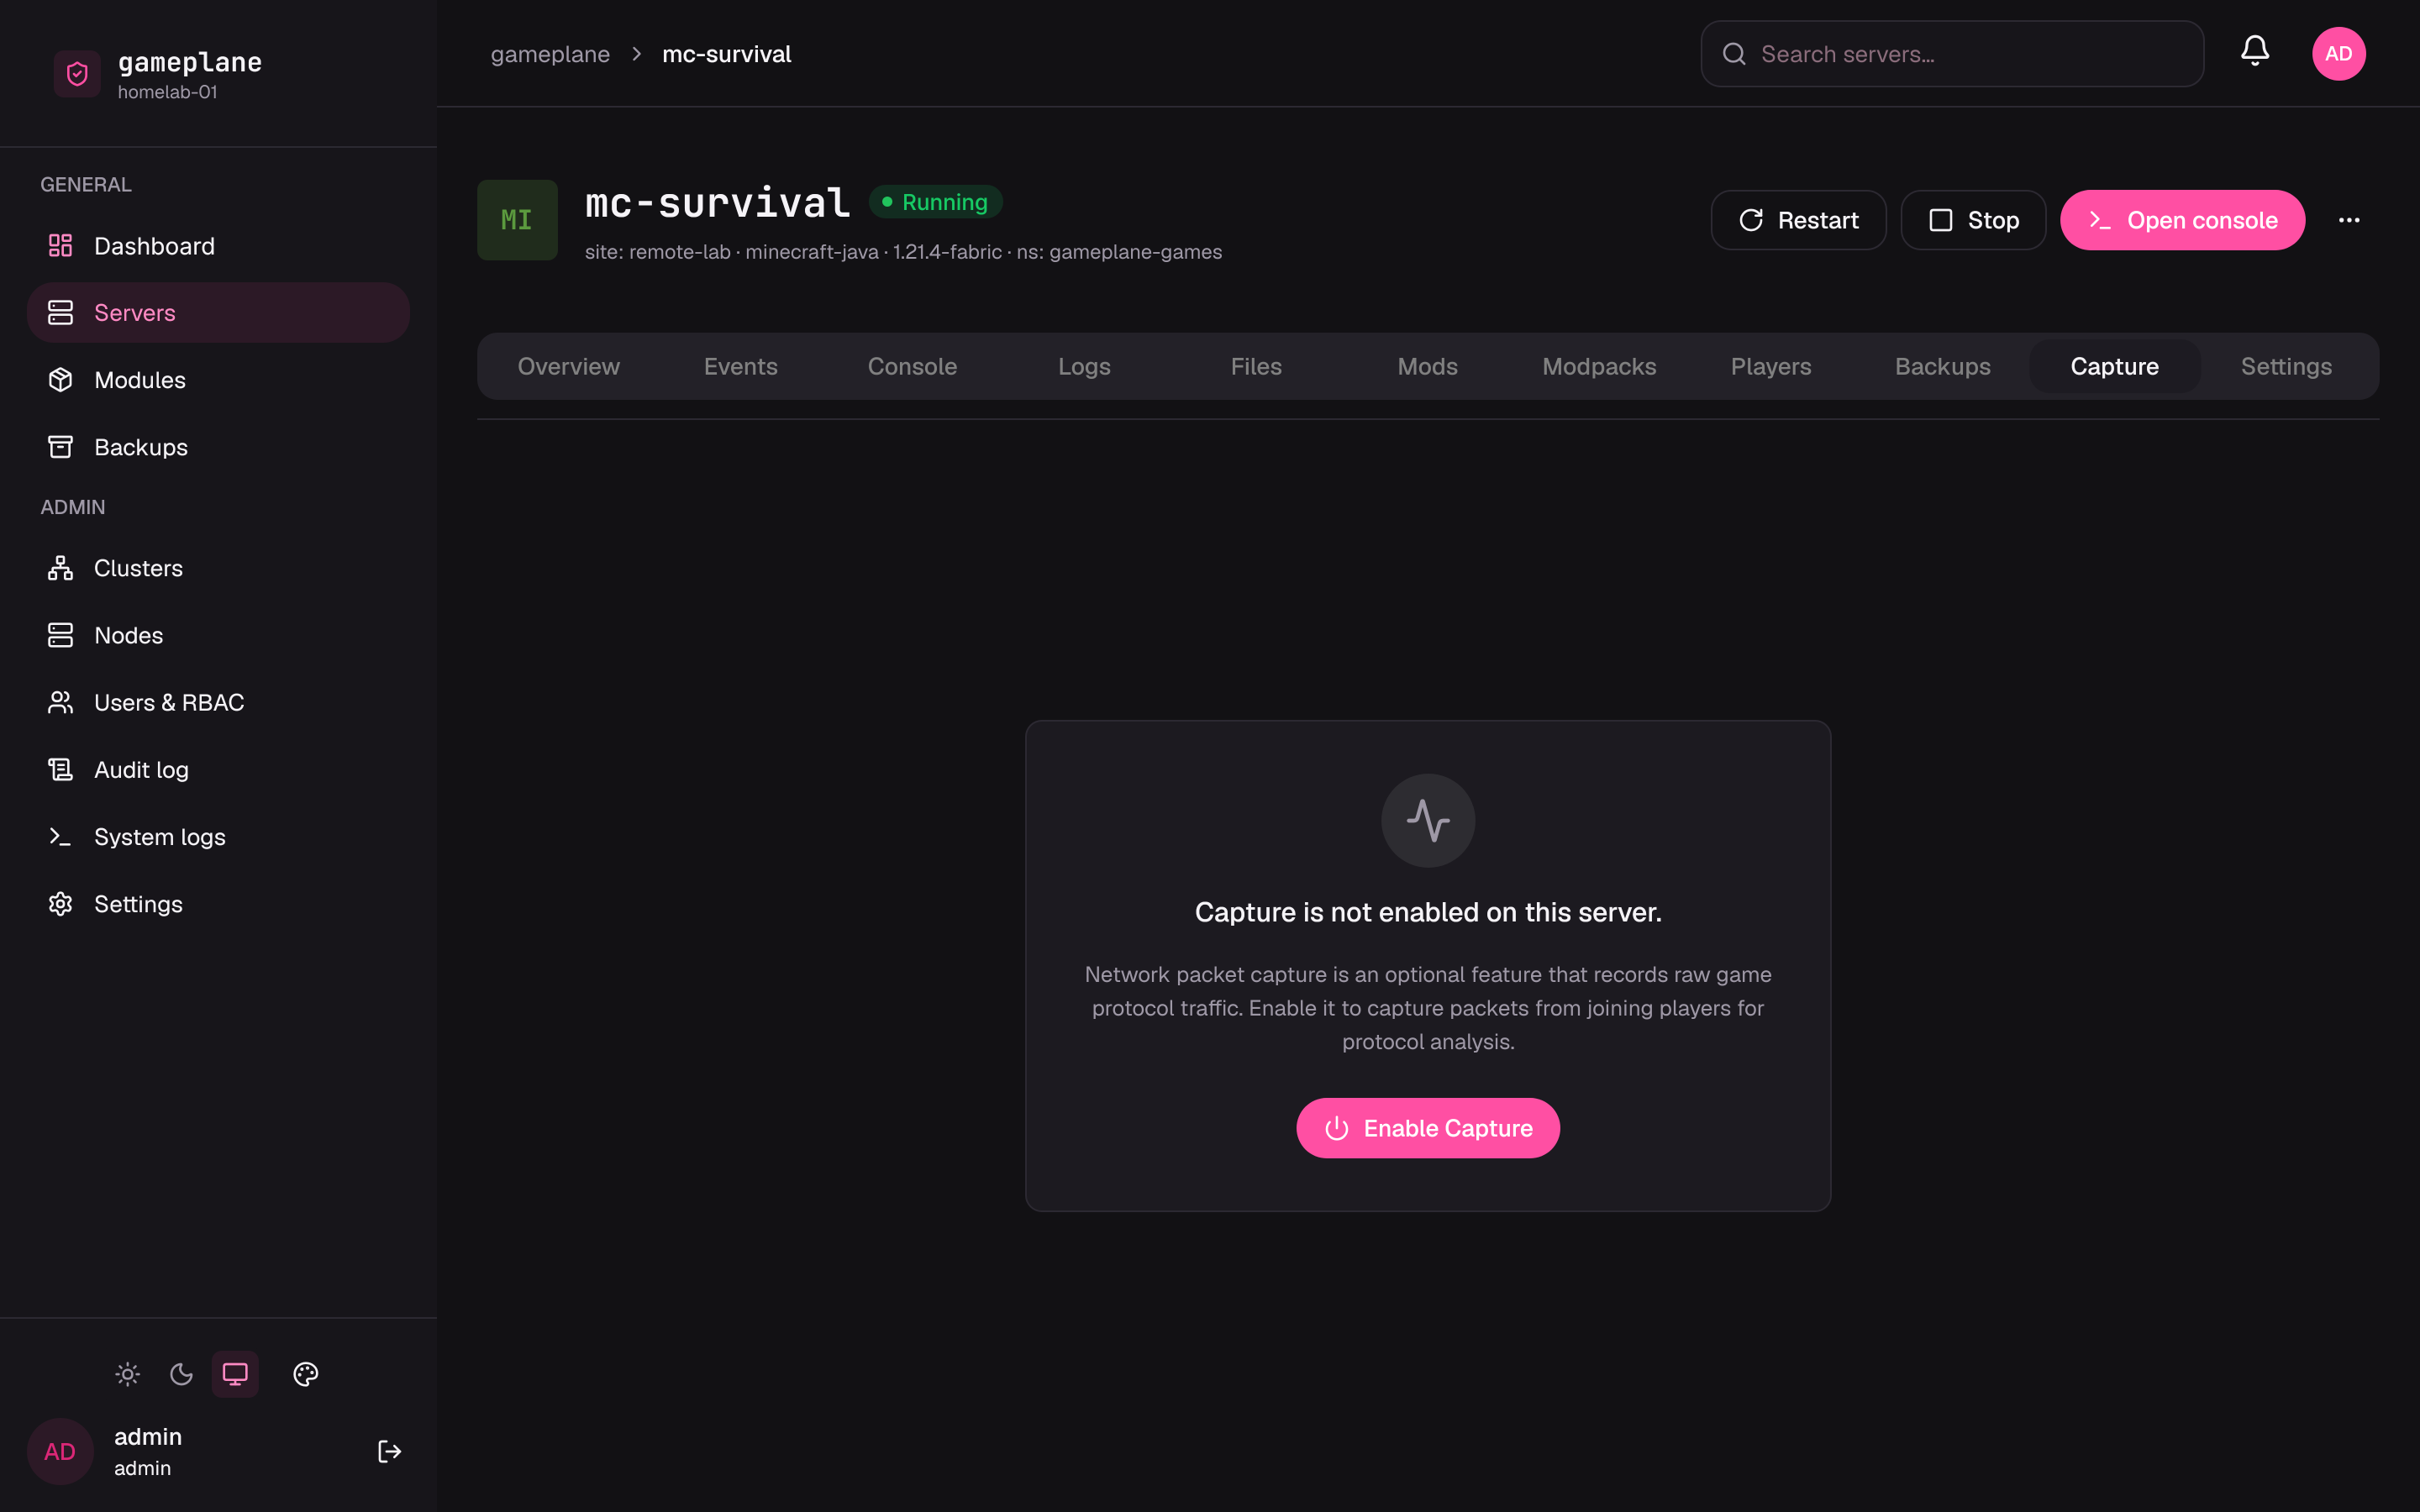 gameplane
homelab-01
GENERAL
Dashboard
Servers
Modules
Backups
ADMIN
Clusters
Nodes
Users & RBAC
Audit log
System logs
Settings
AD
admin
admin
gameplane > mc-survival
Search servers...
AD
MI
mc-survival
Running
site: remote-lab · minecraft-java · 1.21.4-fabric · ns: gameplane-games
Restart
Stop
Open console
Overview
Events
Console
Logs
Files
Mods
Modpacks
Players
Backups
Capture
Settings
Capture is not enabled on this server.
Network packet capture is an optional feature that records raw game
protocol traffic. Enable it to capture packets from joining players for
protocol analysis.
Enable Capture